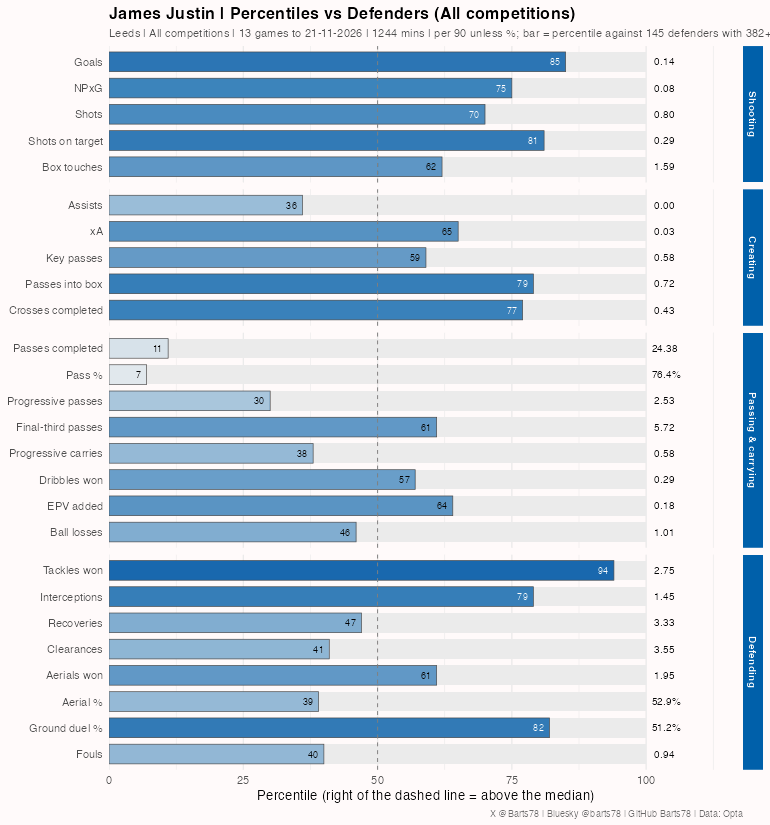 James Justin | Percentiles vs Defenders (All competitions)
Leeds | All competitions | 13 games to 21-11-2026 | 1244 mins | per 90 unless %; bar = percentile against 145 defenders with 382+
Goals 85 0.14
NPxG 75 0.08
Shots 70 0.80
Shots on target 81 0.29
Box touches 62 1.59
Shooting
Assists 36 0.00
xA 65 0.03
Key passes 59 0.58
Passes into box 79 0.72
Crosses completed 77 0.43
Creating
Passes completed 11 24.38
Pass % 7 76.4%
Progressive passes 30 2.53
Final-third passes 61 5.72
Progressive carries 38 0.58
Dribbles won 57 0.29
EPV added 64 0.18
Ball losses 46 1.01
Passing & carrying
Tackles won 94 2.75
Interceptions 79 1.45
Recoveries 47 3.33
Clearances 41 3.55
Aerials won 61 1.95
Aerial % 39 52.9%
Ground duel % 82 51.2%
Fouls 40 0.94
Defending
0 25 50 75 100
Percentile (right of the dashed line = above the median)
X @Barts78 | Bluesky @barts78 | GitHub Barts78 | Data: Opta